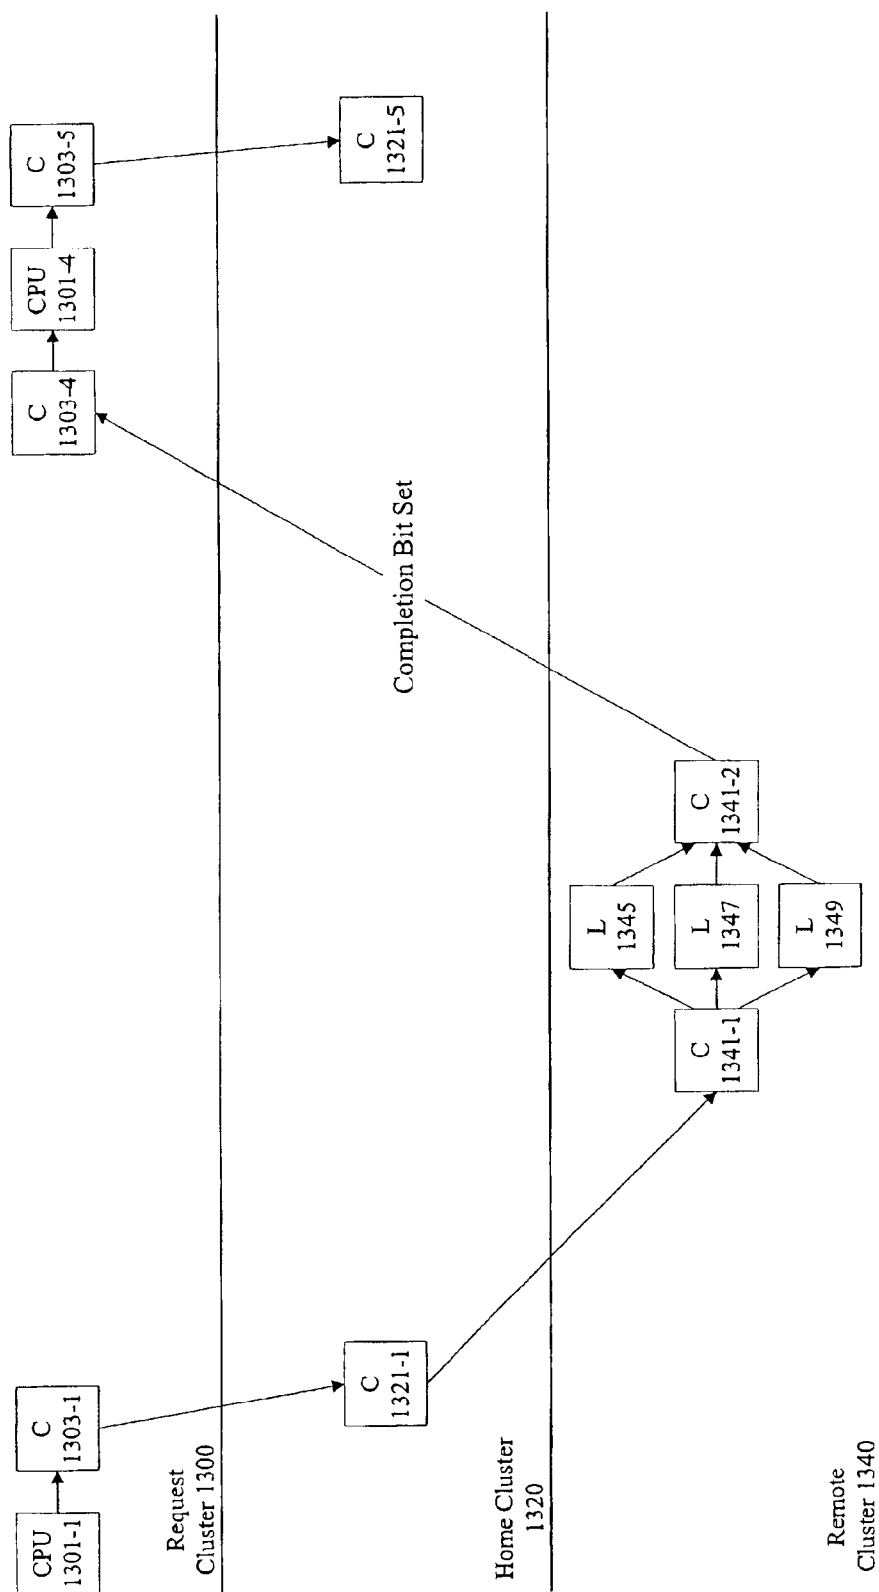 CPU
1301-1
C
1303-1
C
1303-4
CPU
1301-4
C
1303-5
Request
Cluster 1300
C
1321-1
Completion Bit Set
C
1321-5
Home Cluster
1320
C
1341-1
L
1345
L
1347
L
1349
C
1341-2
Remote
Cluster 1340